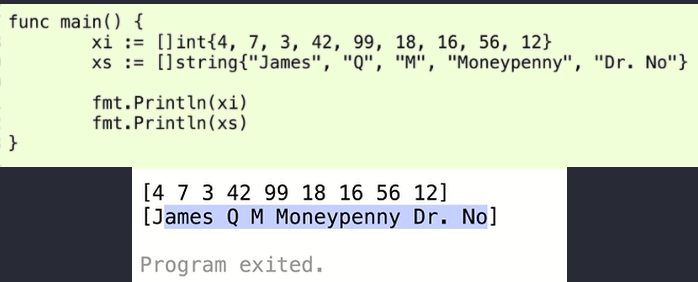 func main() {
xi := []int{4, 7, 3, 42, 99, 18, 16, 56, 12}
xs := []string{"James", "Q", "M", "Moneypenny", "Dr. No"}
fmt.Println(xi)
fmt.Println(xs)
}
[4 7 3 42 99 18 16 56 12]
[James Q M Moneypenny Dr. No]
Program exited.